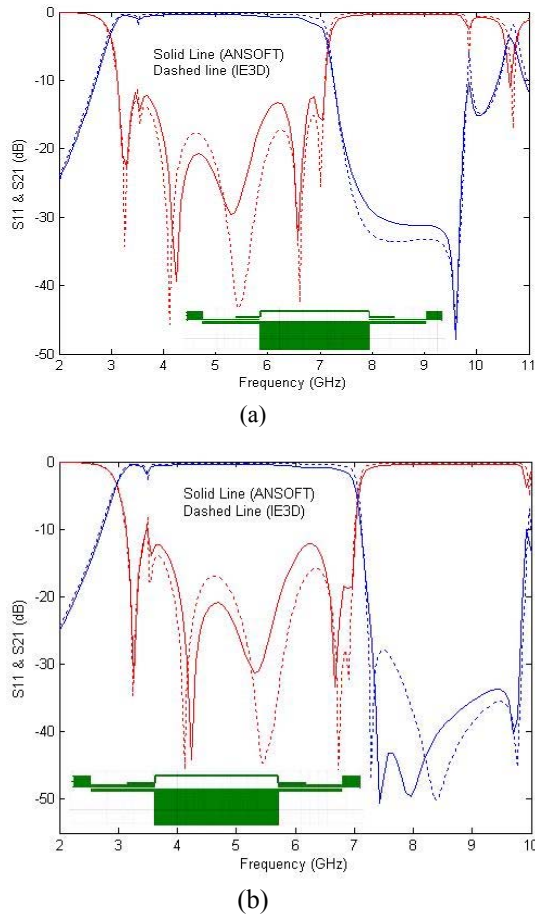 0
-10
-20
-30
-40
-50
S11 & S21 (dB)
Solid Line (ANSOFT)
Dashed line (IE3D)
2 3 4 5 6 7 8 9 10 11
Frequency (GHz)
(a)
0
-10
-20
-30
-40
-50
S11 & S21 (dB)
Solid Line (ANSOFT)
Dashed Line (IE3D)
2 3 4 5 6 7 8 9 10
Frequency (GHz)
(b)